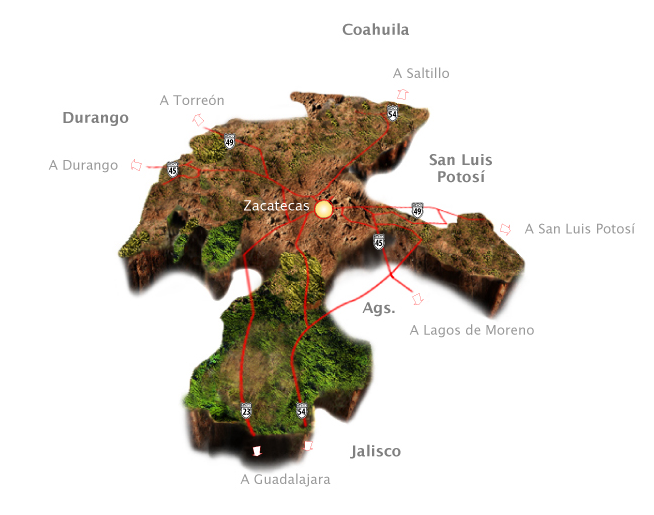 Coahuila
A Saltillo
A Torreón
54
Durango
49
San Luis
Potosí
A Durango
45
Zacatecas
49
A San Luis Potosí
45
Ags.
A Lagos de Moreno
23
54
Jalisco
A Guadalajara